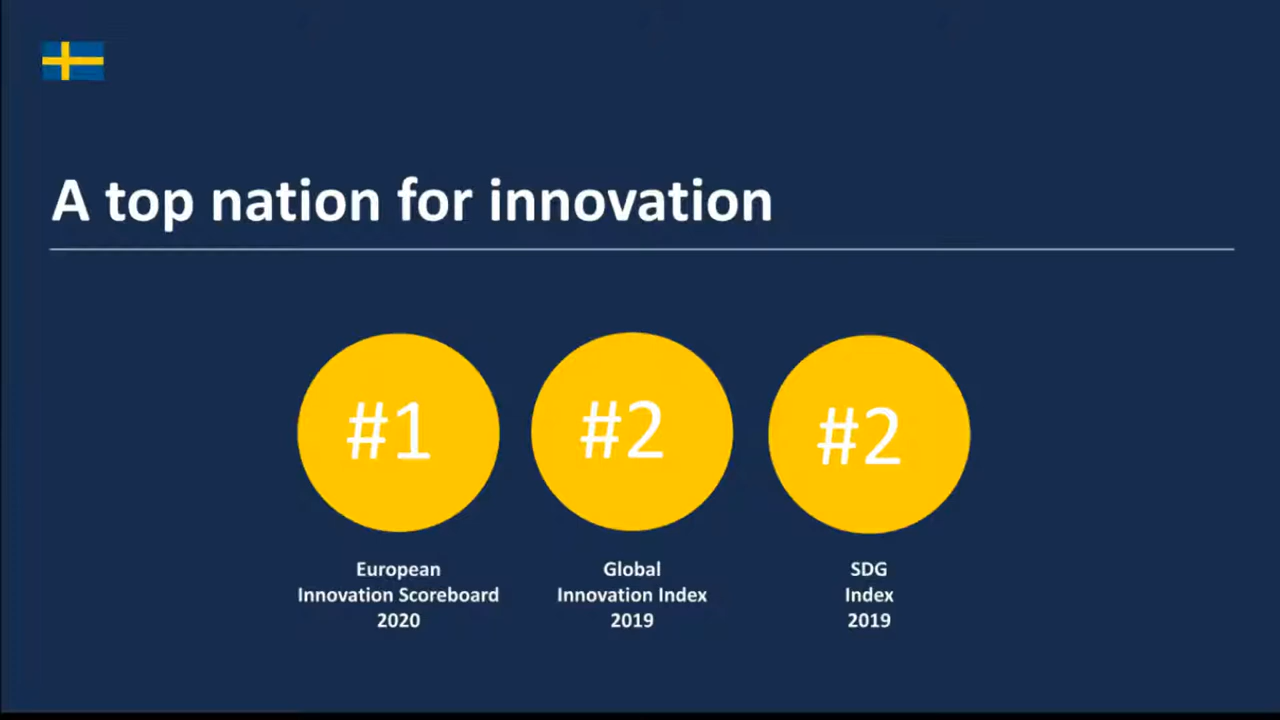 A top nation for innovation
#1
#2
#2
European
Innovation Scoreboard
2020
Global
Innovation Index
2019
SDG
Index
2019